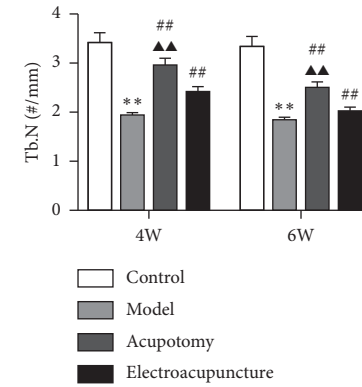 4
3
2
1
0
Tb.N (#/mm)
**
##
▲▲
##
**
##
▲▲
##
4W
6W
Control
Model
Acupotomy
Electroacupuncture